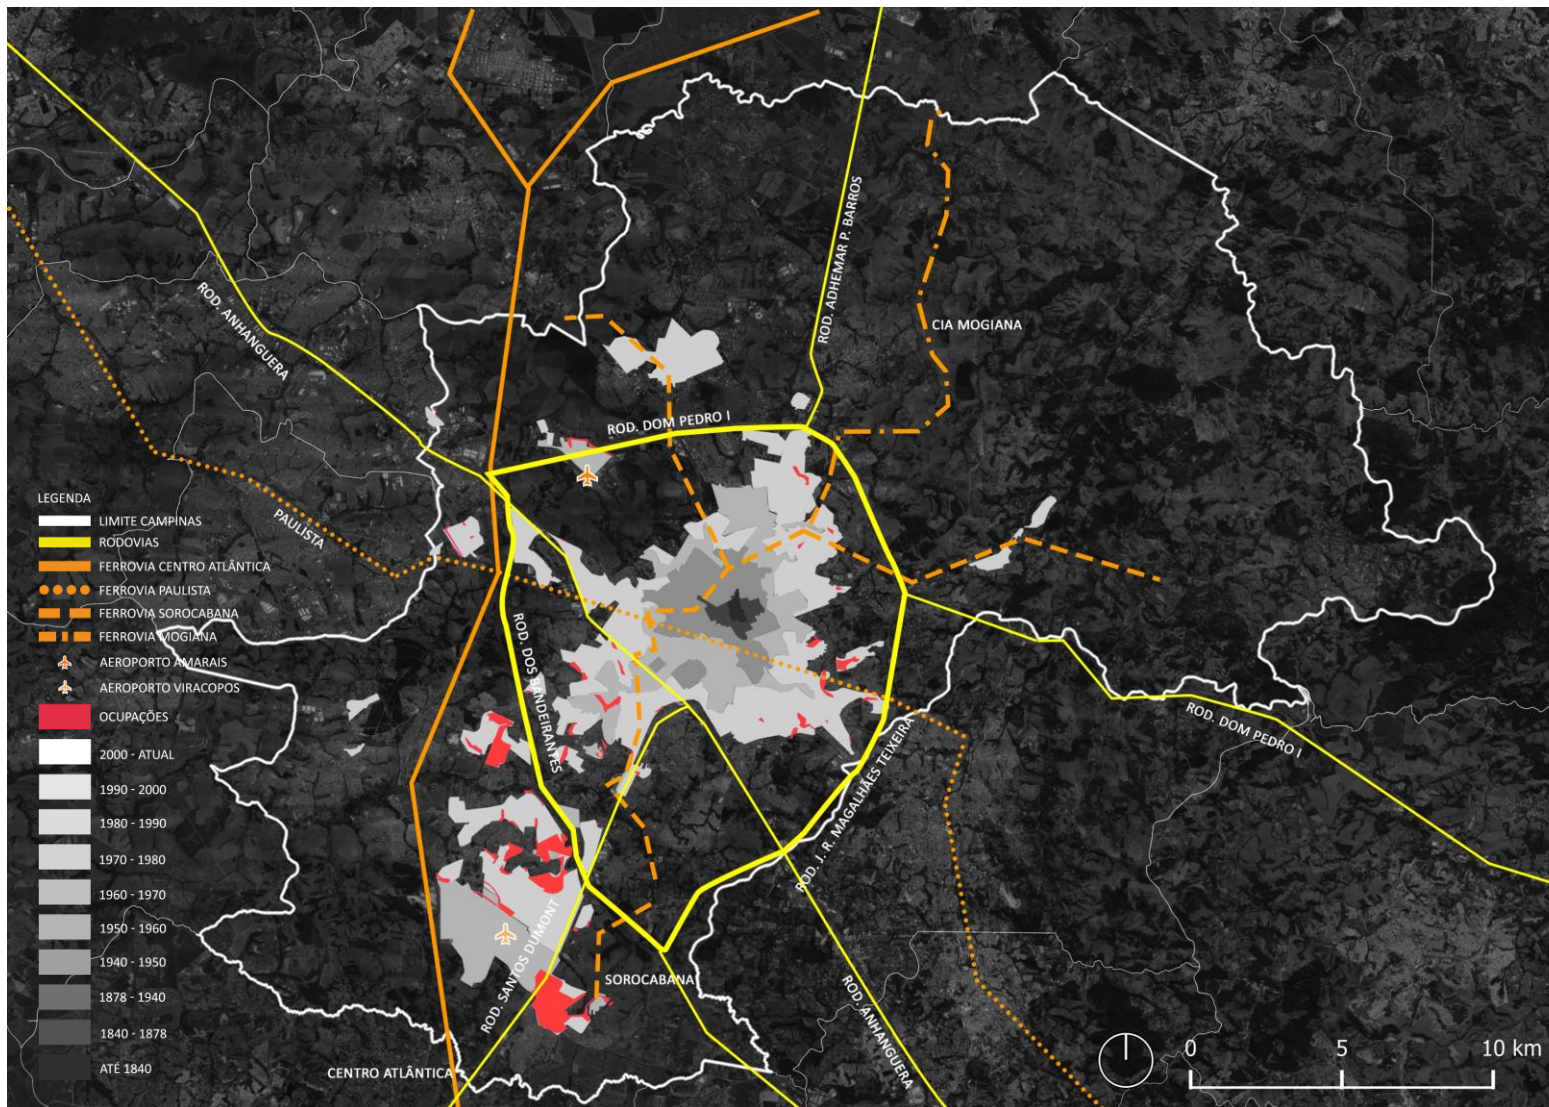 ROD. ADHEMAR P. BARROS
ROD. ANHANGUERA
CIA MOGIANA
ROD. DOM PEDRO I
PAULISTA
LEGENDA
LIMITE CAMPINAS
RODOVIAS
FERROVIA CENTRO ATLÂNTICA
FERROVIA PAULISTA
FERROVIA SOROCABANA
FERROVIA MOGIANA
AEROPORTO AMARAIS
AEROPORTO VIRACOPOS
OCUPAÇÕES
2000 - ATUAL
1990 - 2000
1980 - 1990
1970 - 1980
1960 - 1970
1950 - 1960
1940 - 1950
1878 - 1940
1840 - 1878
ATÉ 1840
ROD. DOS BANDEIRANTES
ROD. DOM PEDRO I
ROD. J. R. MAGALHÃES TEIXEIRA
ROD. SANTOS DUMONT
SOROCABANA
ROD. ANHANGUERA
CENTRO ATLÂNTICA
0 5 10 km